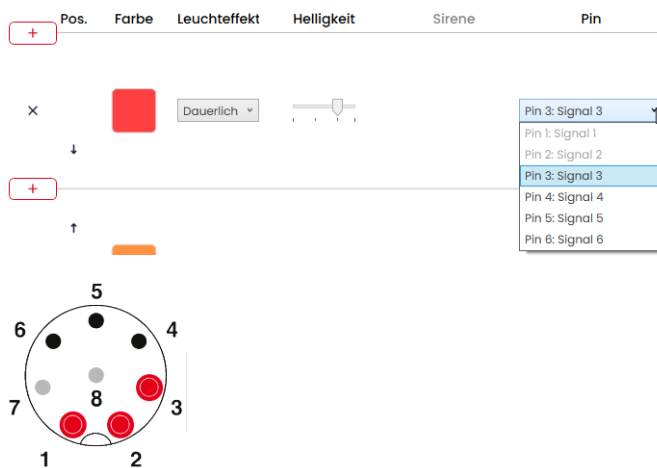 Pos. Farbe Leuchteffekt Helligkeit Sirene Pin
+
× Dauerlich Pin 3: Signal 3
Pin 1: Signal 1
Pin 2: Signal 2
Pin 3: Signal 3
Pin 4: Signal 4
Pin 5: Signal 5
Pin 6: Signal 6
+
5
6 4
7 8 3
1 2